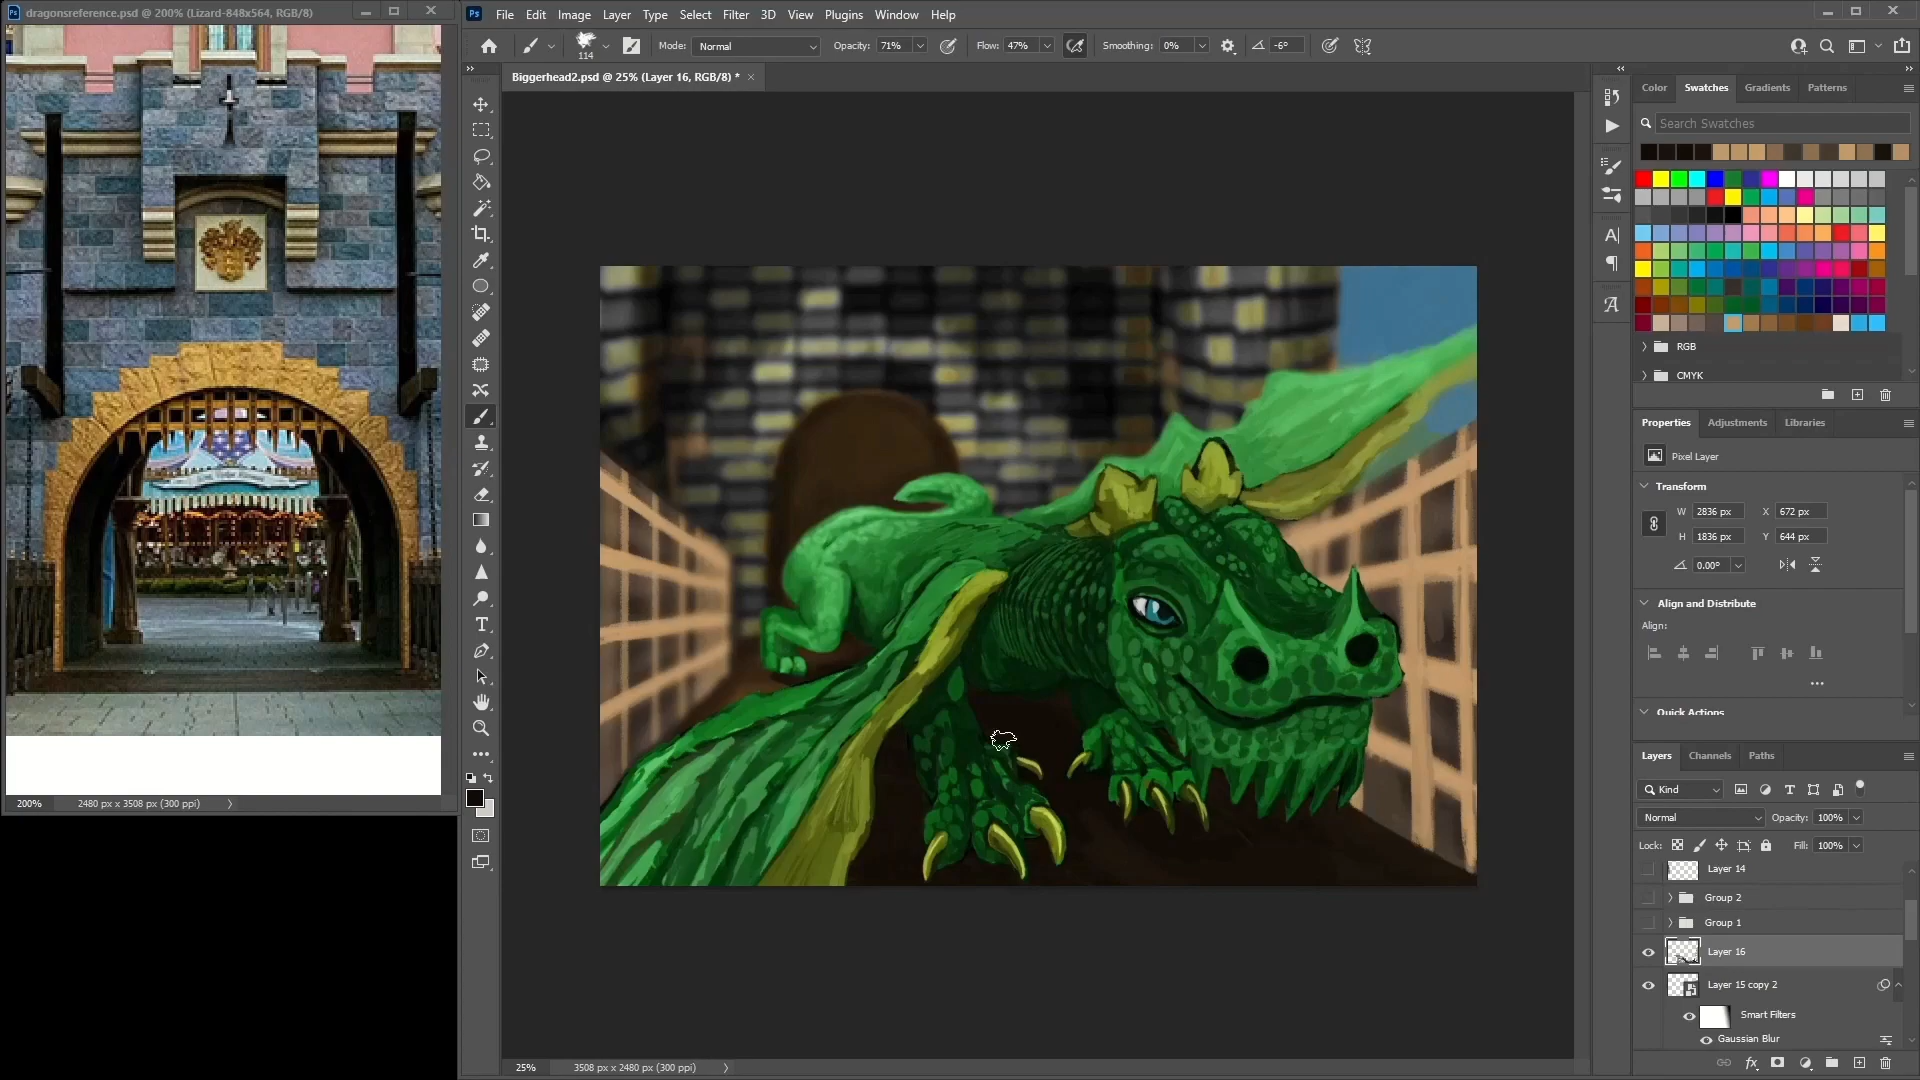 dragonsreference.psd @ 200% (Lizard-848x564, RGB/8)
File Edit Image Layer Type Select Filter 3D View Plugins Window Help
114
Mode: Normal Opacity: 71% Flow: 47% Smoothing: 0% -6°
Biggerhead2.psd @ 25% (Layer 16, RGB/8) *
Color Swatches Gradients Patterns
Search Swatches
RGB
CMYK
Properties Adjustments Libraries
Pixel Layer
Transform
W 2836 px X 672 px
H 1836 px Y 644 px
0.00°
Align and Distribute
Align:
Quick Actions
Layers Channels Paths
Kind
Normal Opacity: 100%
Lock: Fill: 100%
Layer 14
Group 2
Group 1
Layer 16
Layer 15 copy 2
Smart Filters
Gaussian Blur
200% 2480 px x 3508 px (300 ppi)
25% 3508 px x 2480 px (300 ppi)